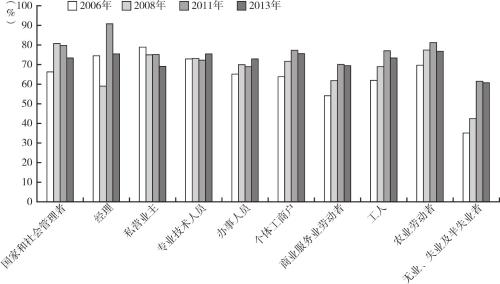 (%)
2006年 2008年 2011年 2013年
100
90
80
70
60
50
40
30
20
10
0
国家和社会管理者
经理
私营业主
专业技术人员
办事人员
个体工商户
商业服务业劳动者
工人
农业劳动者
无业、失业及半失业者